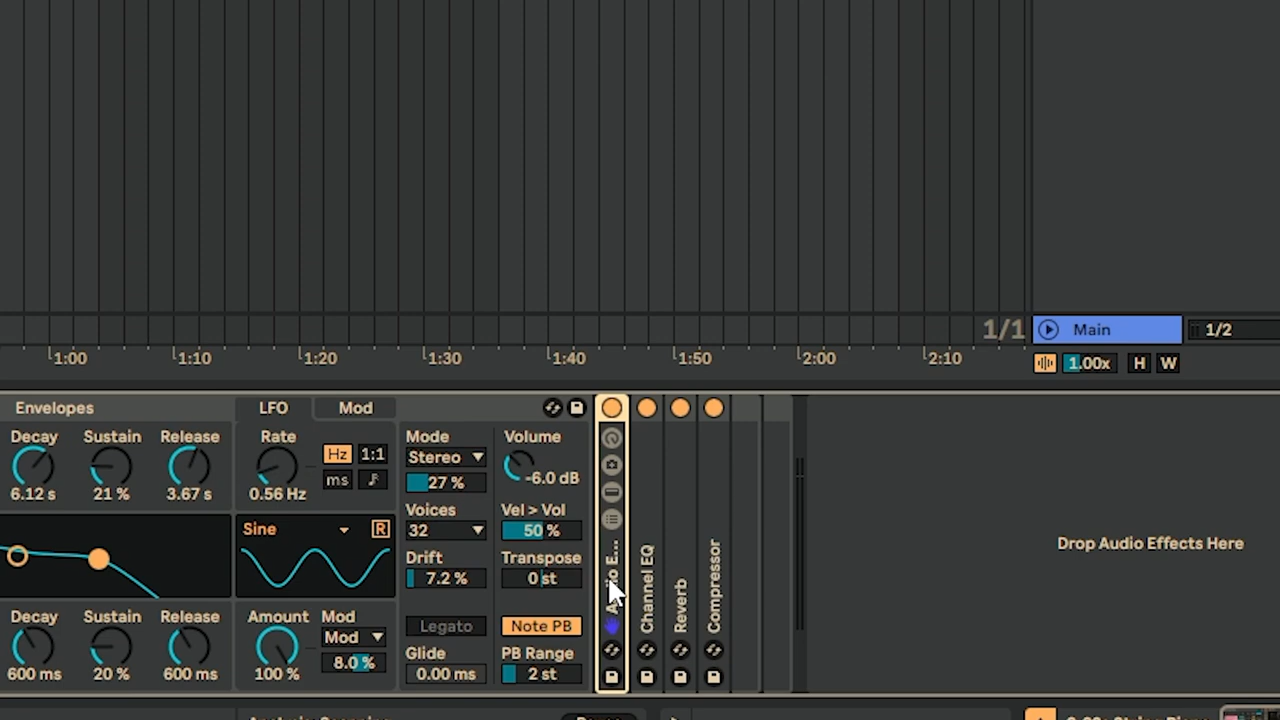 1/1
Main
1/2
1:00 1:10 1:20 1:30 1:40 1:50 2:00 2:10
1.00x H W
Envelopes
LFO Mod
Decay Sustain Release
6.12 s 21 % 3.67 s
Rate
Hz 1:1
ms
0.56 Hz
Mode
Stereo
27 %
Volume
-6.0 dB
Voices
32
Vel > Vol
50 %
Sine R
Drift
7.2 %
Transpose
0 st
Legato
Note PB
Decay Sustain Release
600 ms 20 % 600 ms
Amount
100 %
Mod
Mod
8.0 %
Glide
0.00 ms
PB Range
2 st
Channel EQ
Reverb
Compressor
Drop Audio Effects Here